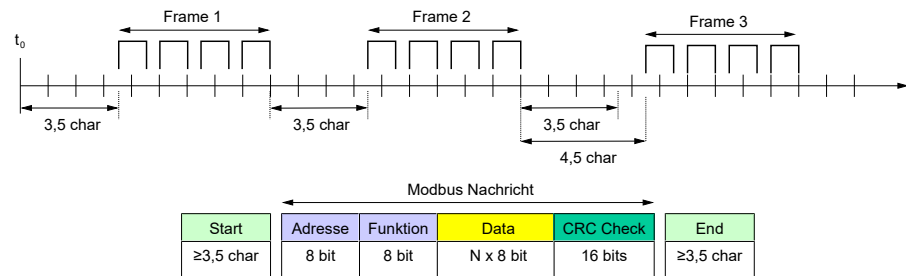 Frame 1 Frame 2 Frame 3
t₀
3,5 char 3,5 char 3,5 char
4,5 char
Modbus Nachricht
Start Adresse Funktion Data CRC Check End
≥3,5 char 8 bit 8 bit N x 8 bit 16 bits ≥3,5 char